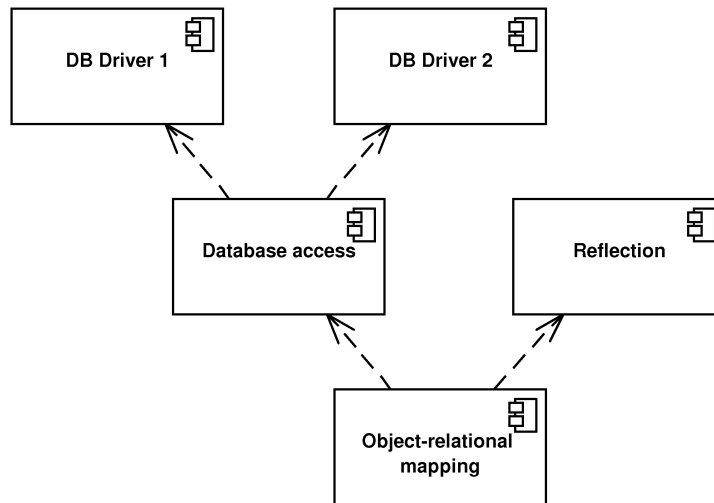 DB Driver 1
DB Driver 2
Database access
Reflection
Object-relational
mapping